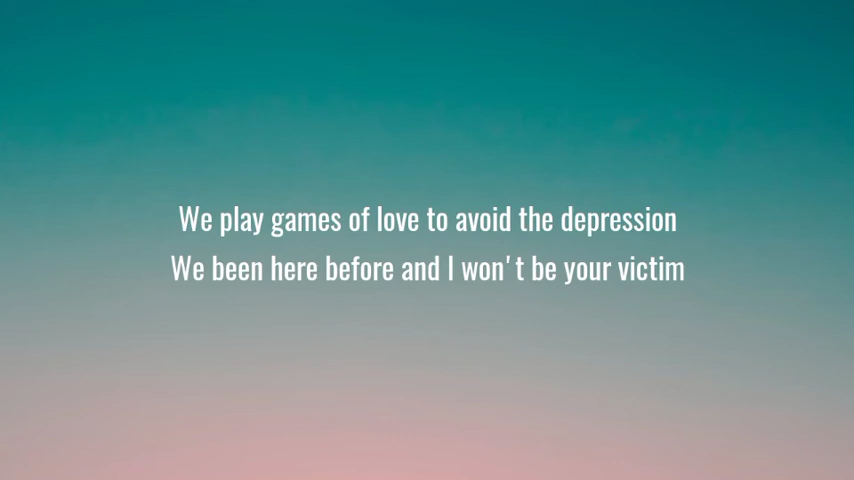 We play games of love to avoid the depression
We been here before and I won't be your victim